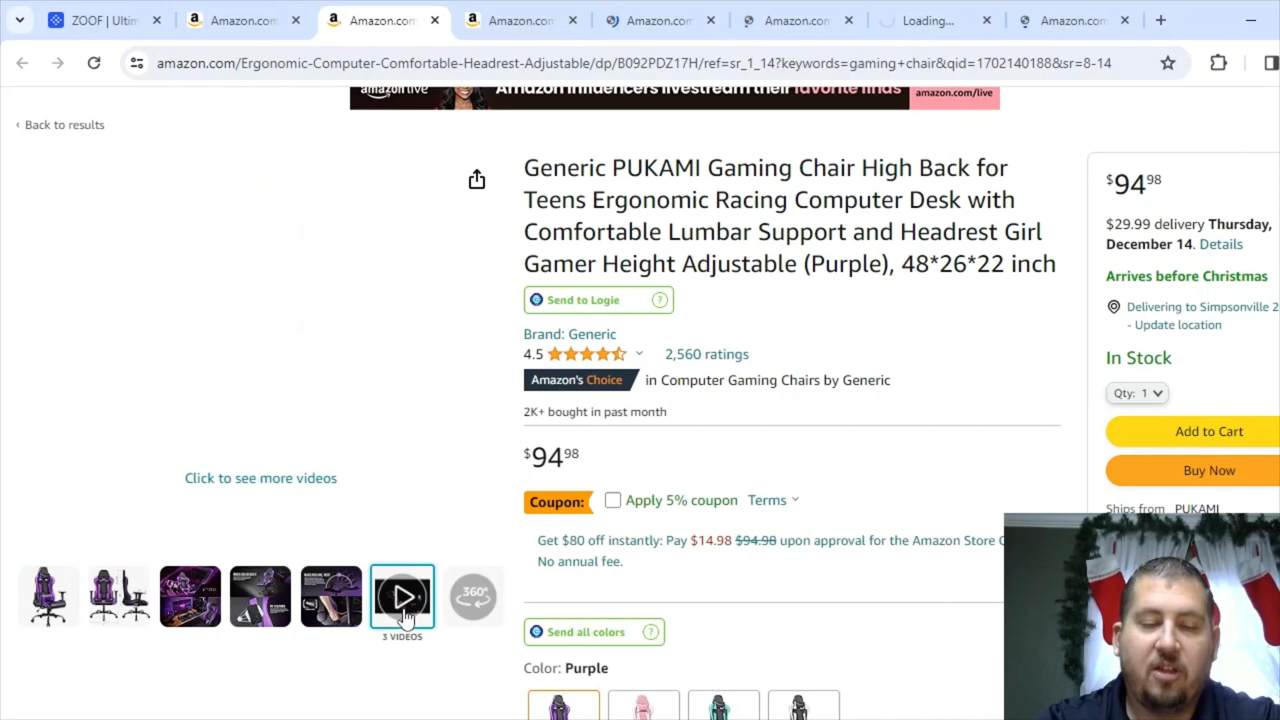 ZOOF | Ultim
Amazon.com
Amazon.com
Amazon.com
Amazon.com
Amazon.com
Loading...
Amazon.com
amazon.com/Ergonomic-Computer-Comfortable-Headrest-Adjustable/dp/B092PDZ17H/ref=sr_1_14?keywords=gaming+chair&qid=1702140188&sr=8-14
amazon live
Amazon influencers livestream their favorite finds
amazon.com/live
‹ Back to results
Generic PUKAMI Gaming Chair High Back for
Teens Ergonomic Racing Computer Desk with
Comfortable Lumbar Support and Headrest Girl
Gamer Height Adjustable (Purple), 48*26*22 inch
Send to Logie ?
Brand: Generic
4.5
2,560 ratings
Amazon's Choice in Computer Gaming Chairs by Generic
2K+ bought in past month
$94 98
Coupon: Apply 5% coupon Terms
Get $80 off instantly: Pay $14.98 $94.98 upon approval for the Amazon Store
No annual fee.
Send all colors ?
Color: Purple
Click to see more videos
360°
3 VIDEOS
$94 98
$29.99 delivery Thursday,
December 14. Details
Arrives before Christmas
Delivering to Simpsonville 2
- Update location
In Stock
Qty: 1
Add to Cart
Buy Now
Ships from PUKAMI